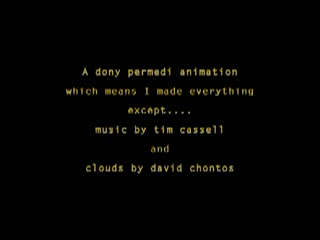 A dony permedi animation
which means I made everything
except....
music by tim cassell
and
clouds by david chontos